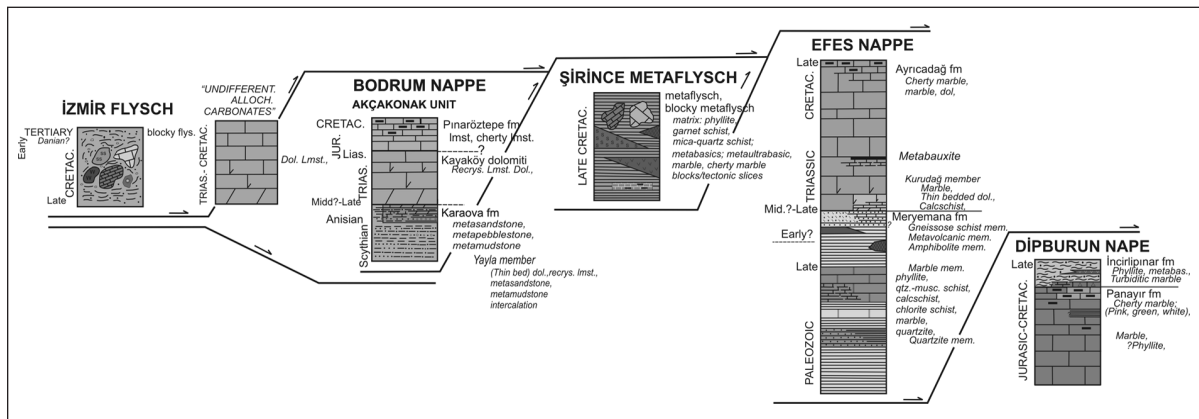 İZMİR FLYSCH
Early
TERTIARY
Danian?
CRETAC.
Late
blocky flys.
"UNDIFFERENT.
ALLOCH.
CARBONATES"
TRIAS.- CRETAC.
Dol. Lmst.,
BODRUM NAPPE
AKÇAKONAK UNIT
CRETAC.
JUR.
Lias.
TRIAS.
Midd?-Late
Anisian
Scythian
Pınaröztepe fm
lmst, cherty lmst.
?
Kayaköy dolomiti
Recrys. Lmst. Dol.,
Karaova fm
metasandstone,
metapebblestone,
metamudstone
Yayla member
(Thin bed) dol.,recrys. lmst.,
metasandstone,
metamudstone
intercalation
ŞİRİNCE METAFLYSCH
LATE CRETAC.
metaflysch,
blocky metaflysch
matrix: phyllite,
garnet schist,
mica-quartz schist;
metabasics; metaultrabasic,
marble, cherty marble
blocks/tectonic slices
EFES NAPPE
Late
CRETAC.
TRIASSIC
Mid.?-Late
Early?
Late
PALEOZOIC
Ayrıcadağ fm
Cherty marble,
marble, dol,
Metabauxite
Kurudağ member
Marble,
Thin bedded dol.,
Calcschist,
Meryemana fm
?
Gneissose schist mem.
Metavolcanic mem.
Amphibolite mem.
Marble mem.
phyllite,
qtz.-musc. schist,
calcschist,
chlorite schist,
marble,
quartzite,
Quartzite mem.
DİPBURUN NAPE
Late
JURASIC-CRETAC.
İncirlipınar fm
Phyllite, metabas.,
Turbiditic marble
Panayır fm
Cherty marble;
(Pink, green, white),
Marble,
?Phyllite,